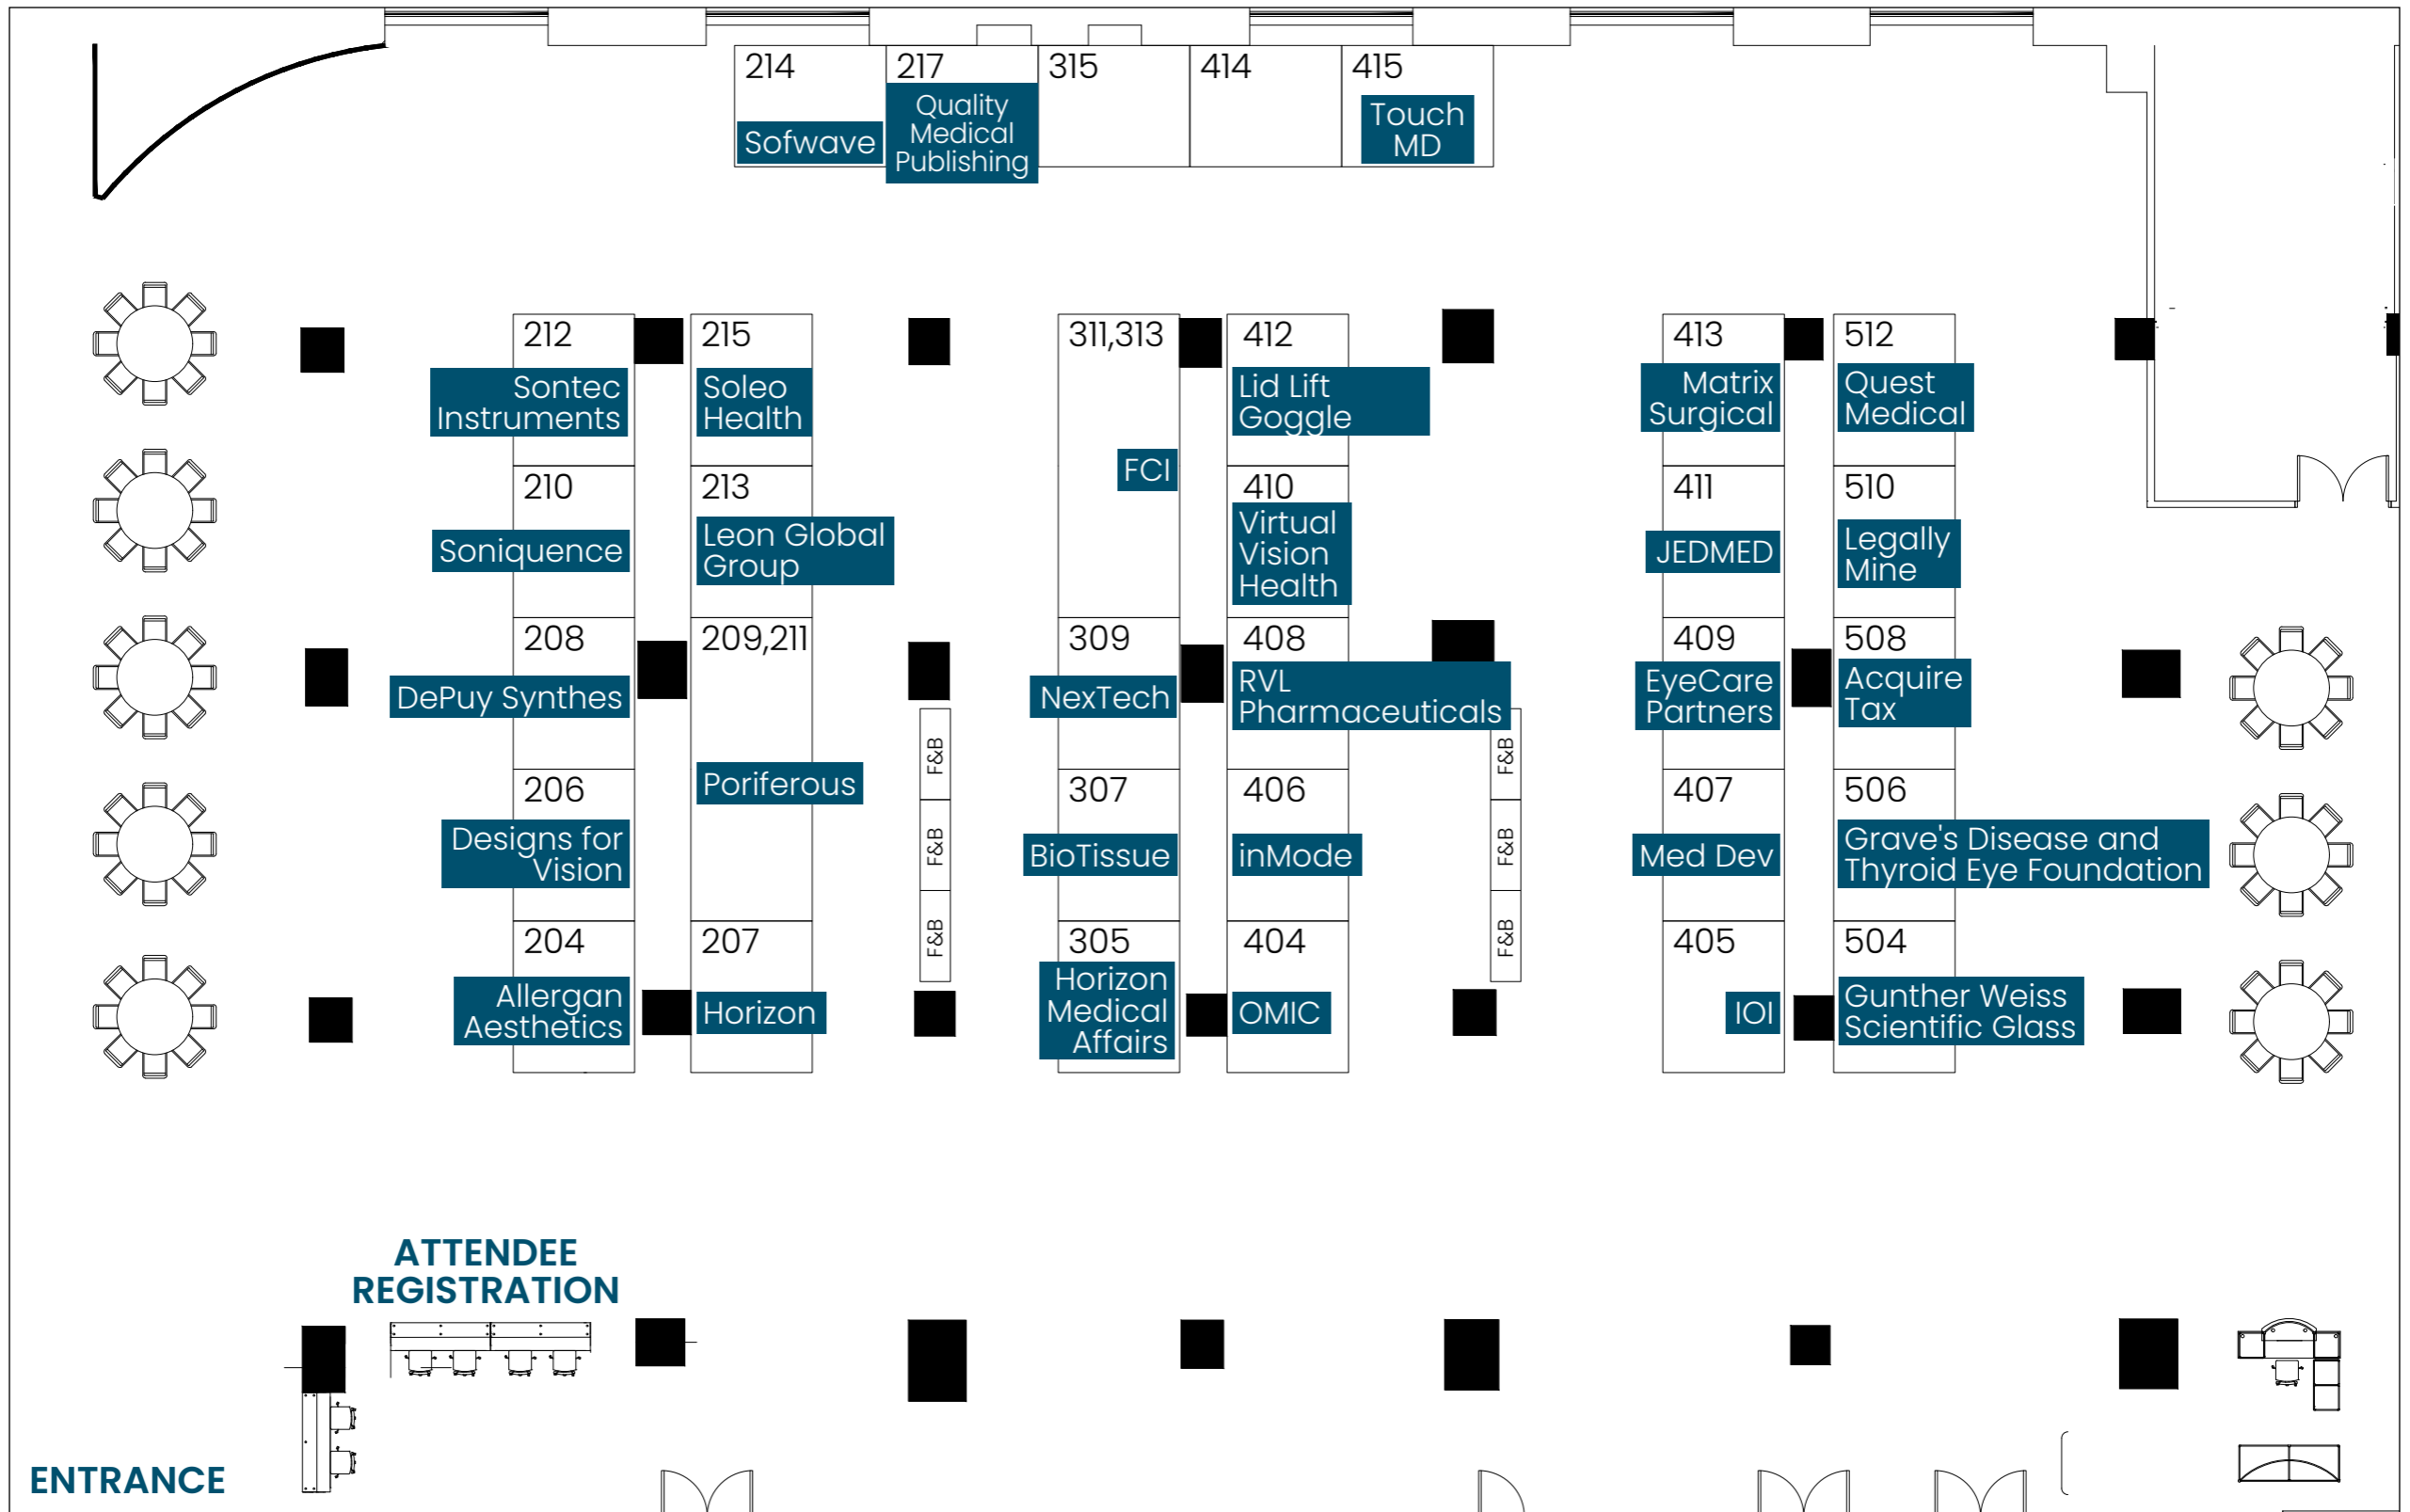 214
Sofwave
217
Quality
Medical
Publishing
315
414
415
Touch
MD
212
Sontec
Instruments
215
Soleo
Health
311,313
FCI
412
Lid Lift
Goggle
413
Matrix
Surgical
512
Quest
Medical
210
Soniquence
213
Leon Global
Group
410
Virtual
Vision
Health
411
JEDMED
510
Legally
Mine
208
DePuy Synthes
209,211
Poriferous
309
NexTech
408
RVL
Pharmaceuticals
409
EyeCare
Partners
508
Acquire
Tax
F&B
F&B
F&B
F&B
F&B
F&B
206
Designs for
Vision
307
BioTissue
406
inMode
407
Med Dev
506
Grave's Disease and
Thyroid Eye Foundation
204
Allergan
Aesthetics
207
Horizon
305
Horizon
Medical
Affairs
404
OMIC
405
IOI
504
Gunther Weiss
Scientific Glass
ATTENDEE
REGISTRATION
ENTRANCE